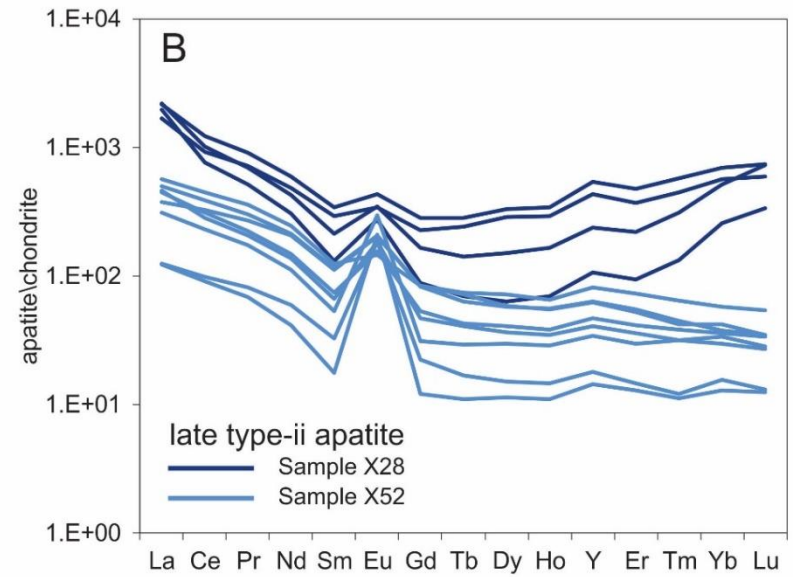 B
1.E+04
1.E+03
1.E+02
1.E+01
1.E+00
apatite\chondrite
late type-ii apatite
Sample X28
Sample X52
La Ce Pr Nd Sm Eu Gd Tb Dy Ho Y Er Tm Yb Lu